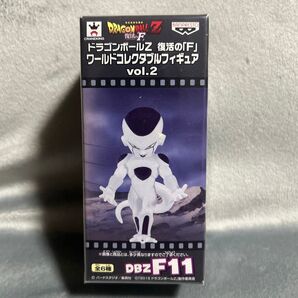 DRAGONBALL Z
復活の「F」
CRANEKING
BANPRESTO
ドラゴンボールZ 復活の「F」
ワールドコレクタブルフィギュア
vol.2
全6種
DBZ F11